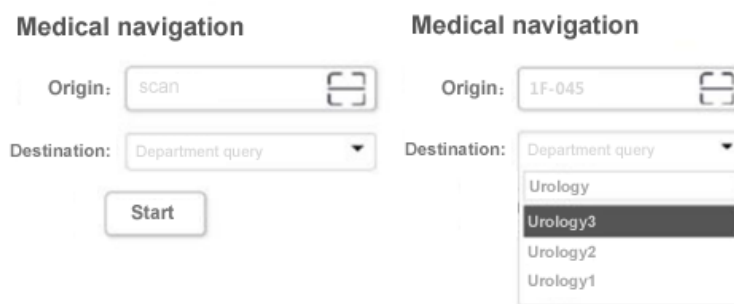 Medical navigation
Origin: scan
Destination: Department query
Start
Medical navigation
Origin: 1F-045
Destination: Department query
Urology
Urology3
Urology2
Urology1